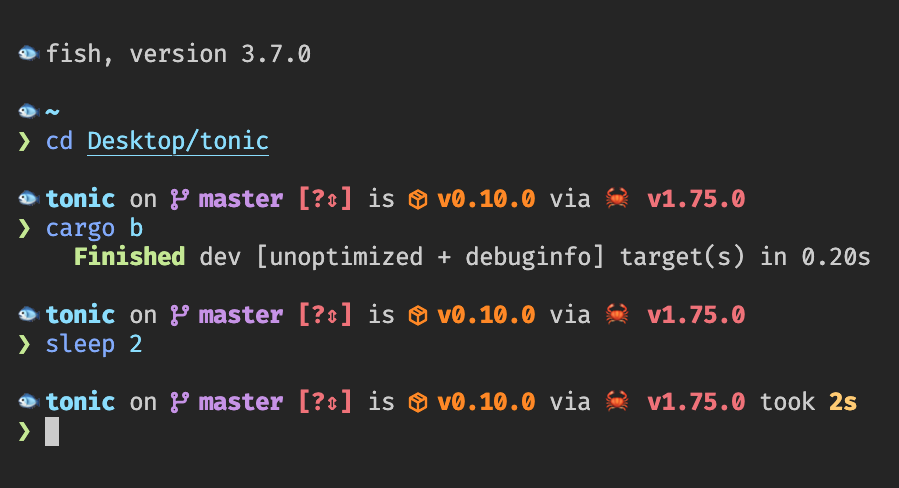 🐟 fish, version 3.7.0
🐟 ~
❯ cd Desktop/tonic
🐟 tonic on  master [?⇕] is 📦 v0.10.0 via 🦀 v1.75.0
❯ cargo b
Finished dev [unoptimized + debuginfo] target(s) in 0.20s
🐟 tonic on  master [?⇕] is 📦 v0.10.0 via 🦀 v1.75.0
❯ sleep 2
🐟 tonic on  master [?⇕] is 📦 v0.10.0 via 🦀 v1.75.0 took 2s
❯